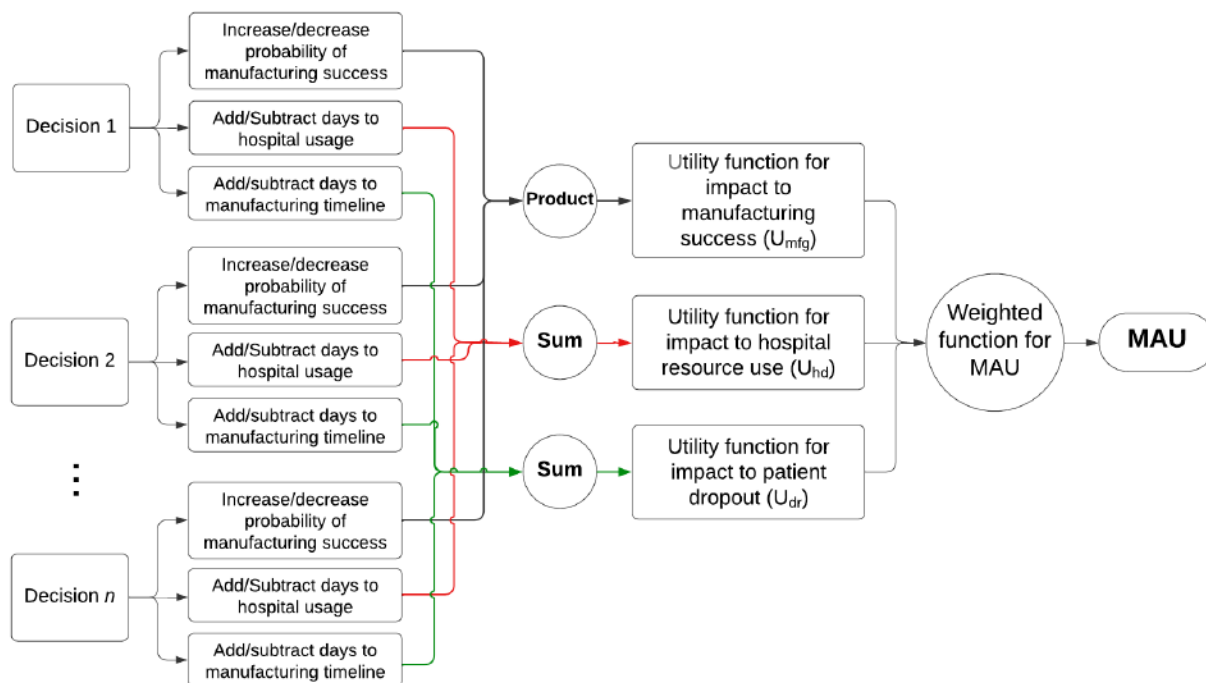 Decision 1
Increase/decrease
probability of
manufacturing success
Add/Subtract days to
hospital usage
Add/subtract days to
manufacturing timeline
Decision 2
Increase/decrease
probability of
manufacturing success
Add/Subtract days to
hospital usage
Add/subtract days to
manufacturing timeline
Decision n
Increase/decrease
probability of
manufacturing success
Add/Subtract days to
hospital usage
Add/subtract days to
manufacturing timeline
Product
Sum
Sum
Utility function for
impact to
manufacturing
success (Umfg)
Utility function for
impact to hospital
resource use (Uhd)
Utility function for
impact to patient
dropout (Udr)
Weighted
function for
MAU
MAU